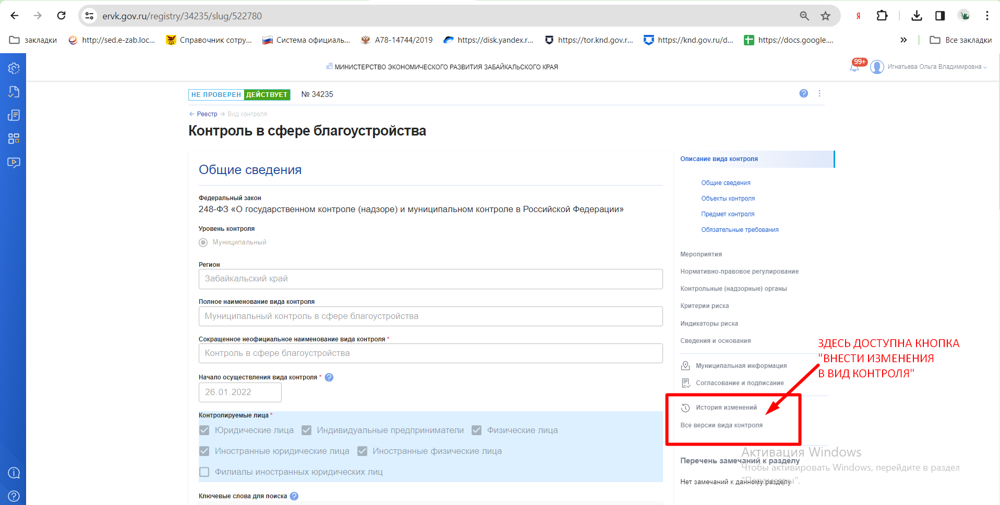 ervk.gov.ru/registry/34235/slug/522780
Я
закладки
http://sed.e-zab.loc...
Справочник сотру...
Система официаль...
А78-14744/2019
https://disk.yandex.r...
https://tor.knd.gov.r...
https://knd.gov.ru/d...
https://docs.google....
»
Все закладки
МИНИСТЕРСТВО ЭКОНОМИЧЕСКОГО РАЗВИТИЯ ЗАБАЙКАЛЬСКОГО КРАЯ
99+
Игнатьева Ольга Владимировна
НЕ ПРОВЕРЕН ДЕЙСТВУЕТ № 34235
← Реестр → Вид контроля
Контроль в сфере благоустройства
Общие сведения
Федеральный закон
248-ФЗ «О государственном контроле (надзоре) и муниципальном контроле в Российской Федерации»
Уровень контроля
Муниципальный
Регион
Забайкальский край
Полное наименование вида контроля
Муниципальный контроль в сфере благоустройства
Сокращенное неофициальное наименование вида контроля *
Контроль в сфере благоустройства
Начало осуществления вида контроля * ?
26.01.2022
Контролируемые лица *
Юридические лица Индивидуальные предприниматели Физические лица
Иностранные юридические лица Иностранные физические лица
Филиалы иностранных юридических лиц
Ключевые слова для поиска ?
Описание вида контроля
Общие сведения
Объекты контроля
Предмет контроля
Обязательные требования
Мероприятия
Нормативно-правовое регулирование
Контрольные (надзорные) органы
Критерии риска
Индикаторы риска
Сведения и основания
Муниципальная информация
Согласование и подписание
История изменений
Все версии вида контроля
Перечень замечаний к разделу
Нет замечаний к данному разделу
ЗДЕСЬ ДОСТУПНА КНОПКА
"ВНЕСТИ ИЗМЕНЕНИЯ
В ВИД КОНТРОЛЯ"
Активация Windows
Чтобы активировать Windows, перейдите в раздел
"Параметры".